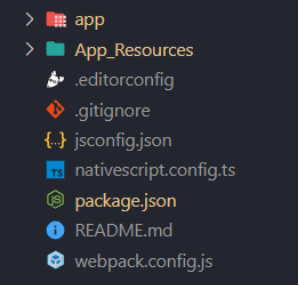 app
App_Resources
.editorconfig
.gitignore
jsconfig.json
nativescript.config.ts
package.json
README.md
webpack.config.js